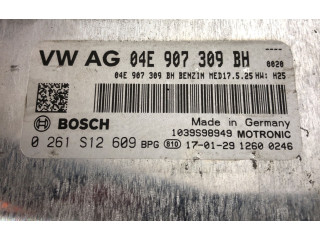 VW AG 04E 907 309 BH 0020
04E 907 309 BH BENZIN MED17.5.25 HW: H25
BOSCH Made in Germany
1039S98949 MOTRONIC
0 261 S12 609 BPG 810 17-01-29 1260 0246